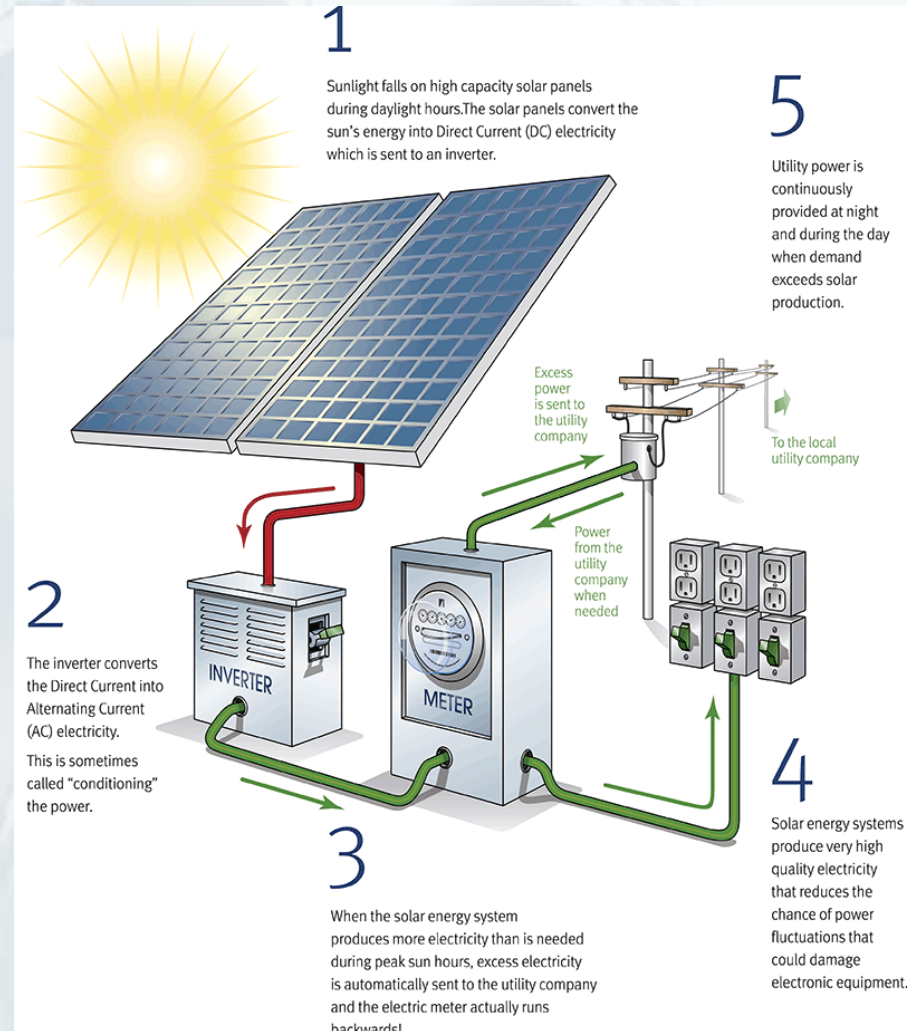 1
Sunlight falls on high capacity solar panels
during daylight hours.The solar panels convert the
sun's energy into Direct Current (DC) electricity
which is sent to an inverter.
2
The inverter converts
the Direct Current into
Alternating Current
(AC) electricity.
This is sometimes
called “conditioning”
the power.
INVERTER
METER
3
When the solar energy system
produces more electricity than is needed
during peak sun hours, excess electricity
is automatically sent to the utility company
and the electric meter actually runs
backwards!
4
Solar energy systems
produce very high
quality electricity
that reduces the
chance of power
fluctuations that
could damage
electronic equipment.
5
Utility power is
continuously
provided at night
and during the day
when demand
exceeds solar
production.
Excess
power
is sent to
the utility
company
To the local
utility company
Power
from the
utility
company
when
needed